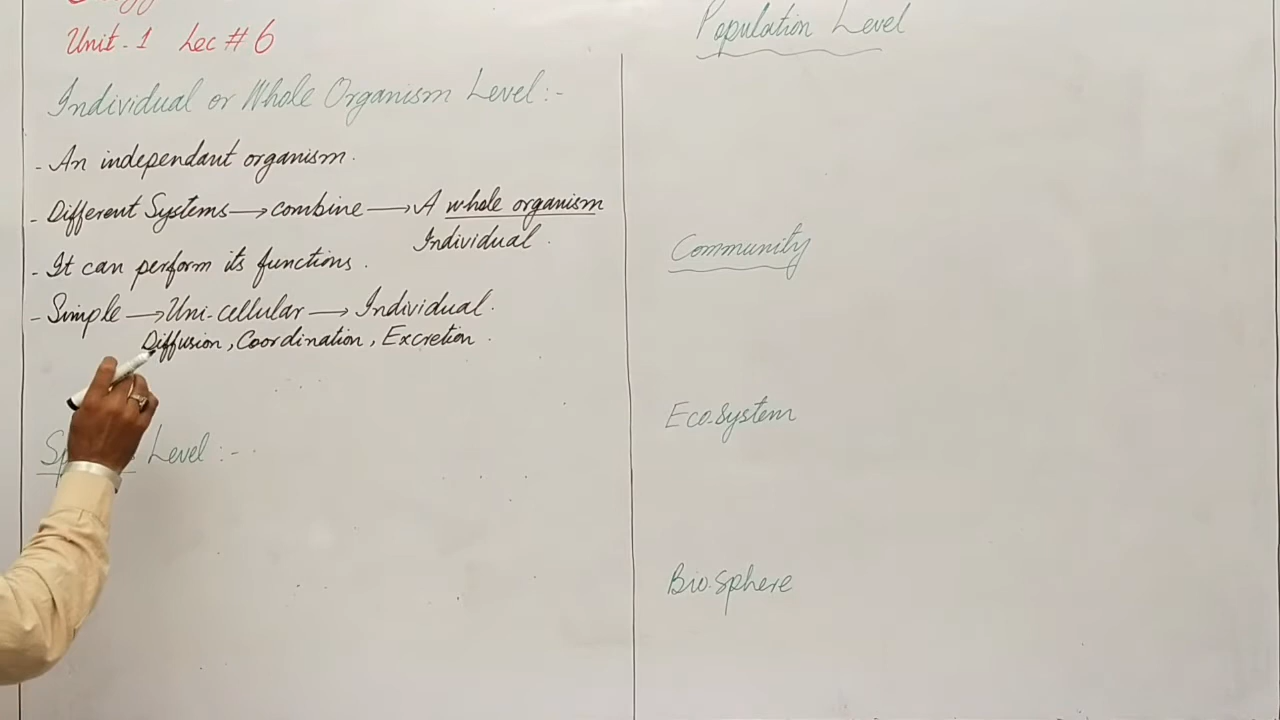 Unit-1 Lec # 6
Individual or Whole Organism Level:-
- An independant organism.
- Different Systems → combine → A whole organism
Individual.
- It can perform its functions.
- Simple → Uni-cellular → Individual.
Diffusion, Coordination, Excretion.
Level:-
Population Level
Community
Eco-System
Bio-Sphere